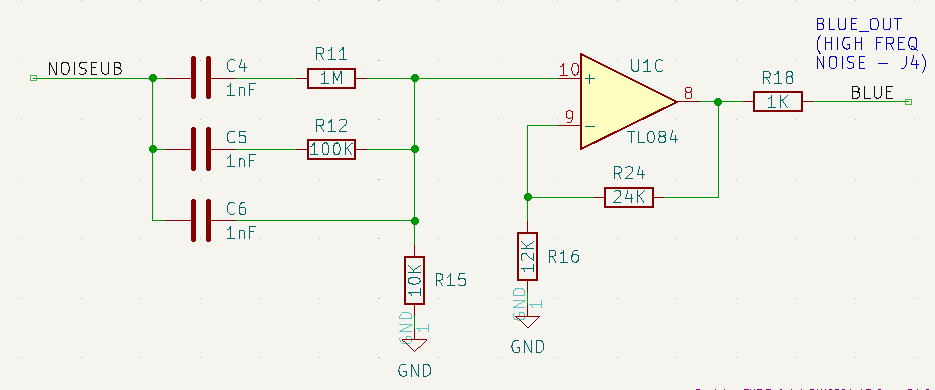 BLUE_OUT
(HIGH FREQ
NOISE - J4)
NOISEUB
C4
1nF
R11
1M
10
+
U1C
8
R18
1K
BLUE
C5
1nF
R12
100K
9
-
TL084
C6
1nF
R24
24K
10K
R15
12K
R16
GND
1
GND
GND
1
GND